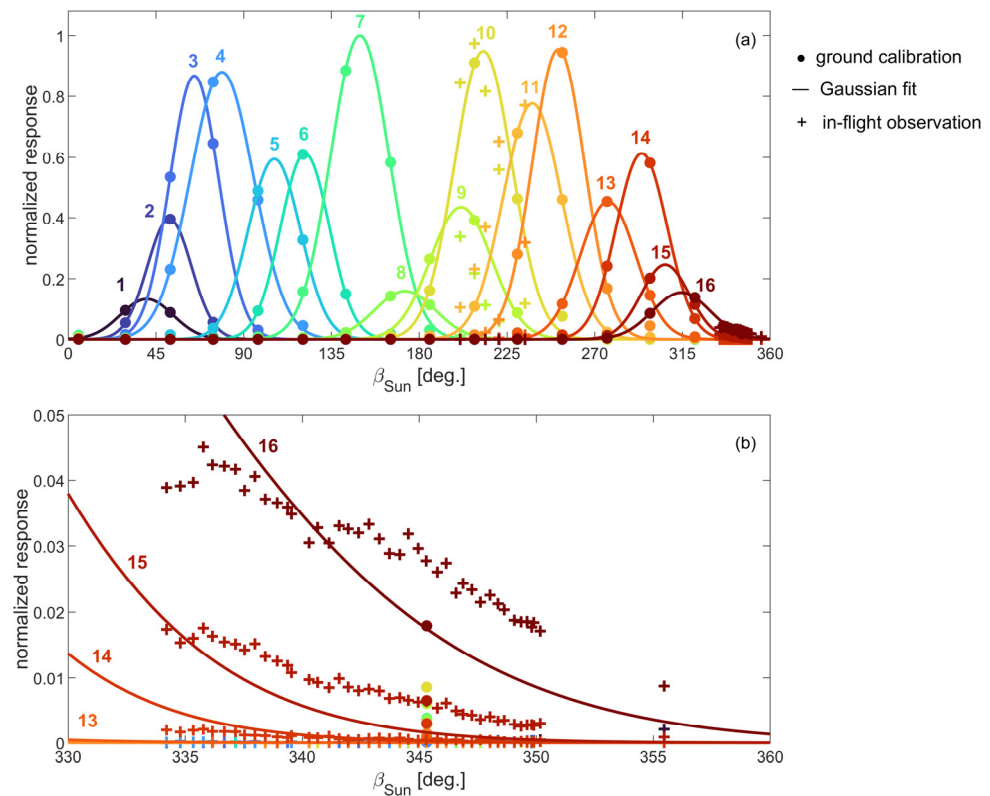 (a)
1
2
3
4
5
6
7
8
9
10
11
12
13
14
15
16
1
0.8
0.6
0.4
0.2
0
normalized response
0 45 90 135 180 225 270 315 360
β_Sun [deg.]
ground calibration
Gaussian fit
in-flight observation
(b)
16
15
14
13
0.05
0.04
0.03
0.02
0.01
0
normalized response
330 335 340 345 350 355 360
β_Sun [deg.]